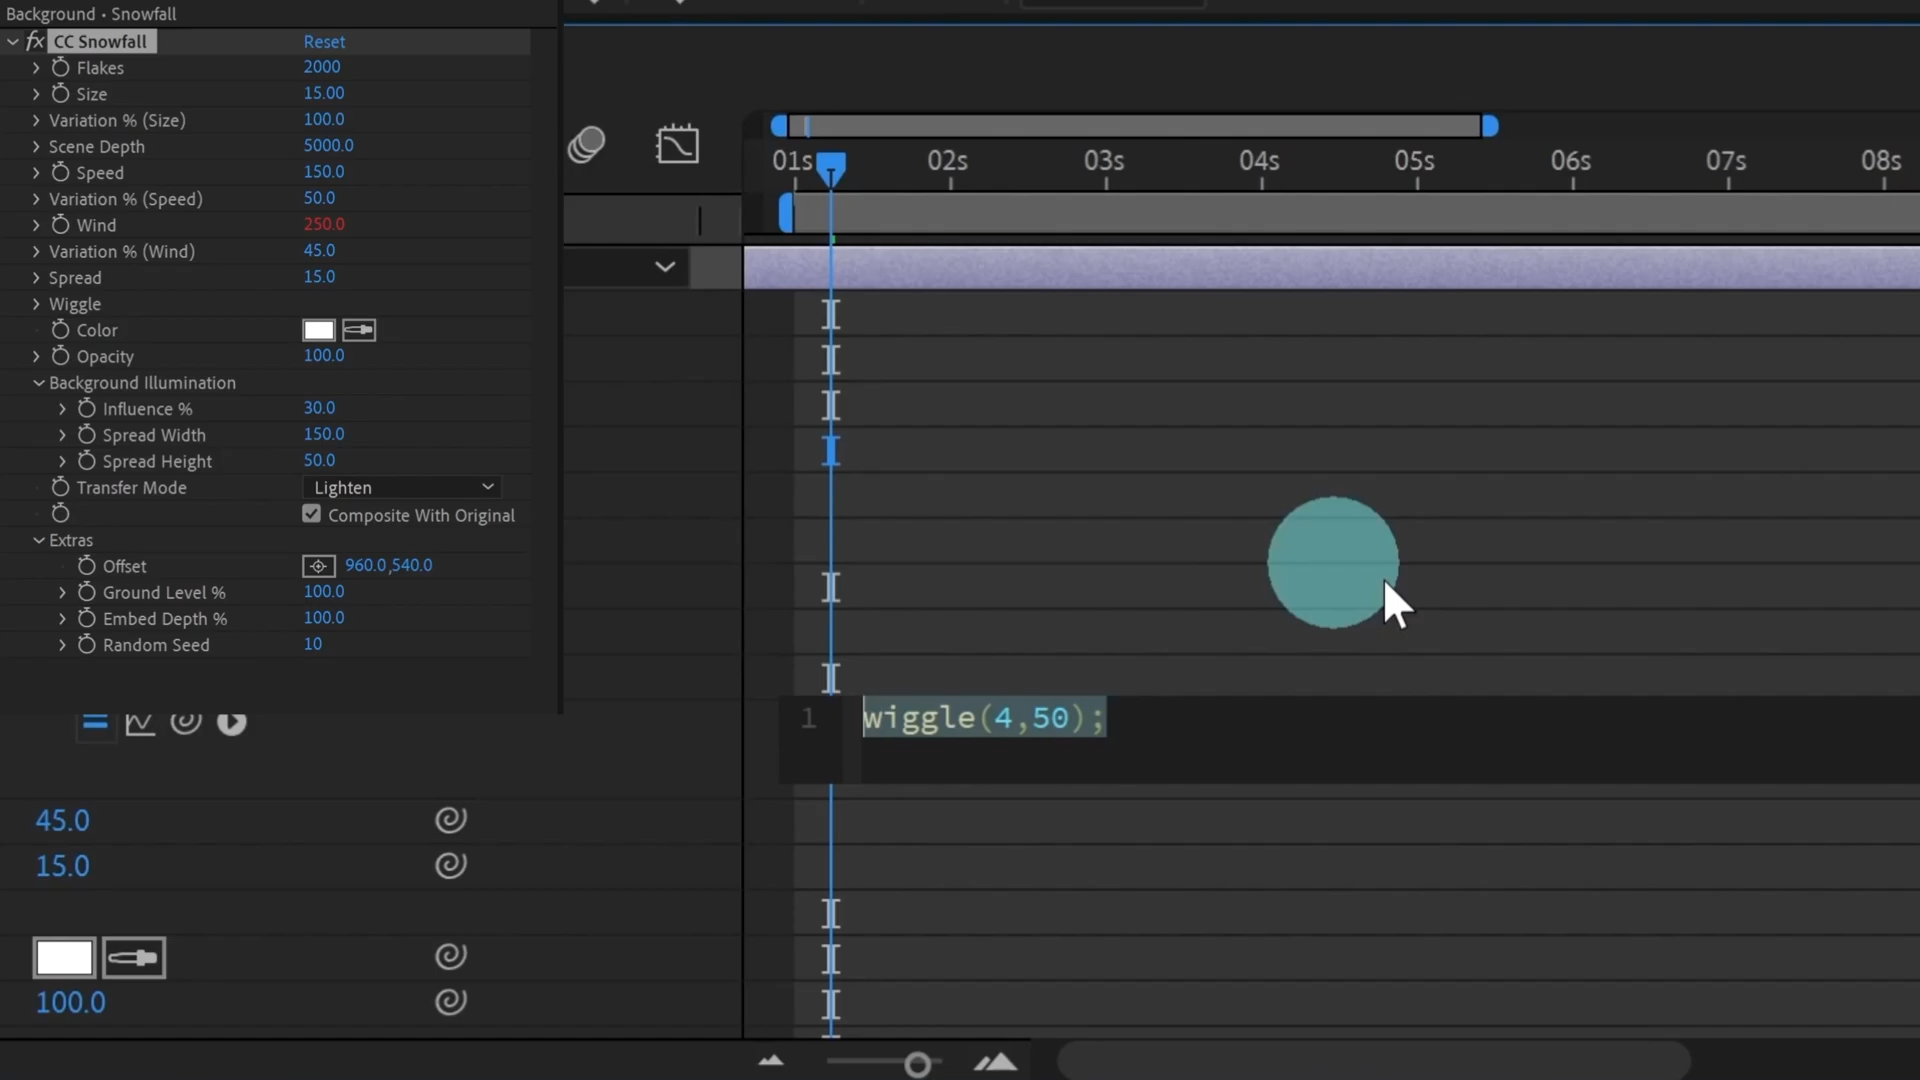 Background • Snowfall
fx CC Snowfall Reset
Flakes 2000
Size 15.00
Variation % (Size) 100.0
Scene Depth 5000.0
Speed 150.0
Variation % (Speed) 50.0
Wind 250.0
Variation % (Wind) 45.0
Spread 15.0
Wiggle
Color
Opacity 100.0
Background Illumination
Influence % 30.0
Spread Width 150.0
Spread Height 50.0
Transfer Mode Lighten
Composite With Original
Extras
Offset 960.0,540.0
Ground Level % 100.0
Embed Depth % 100.0
Random Seed 10
01s 02s 03s 04s 05s 06s 07s 08s
1 wiggle(4,50);
45.0
15.0
100.0